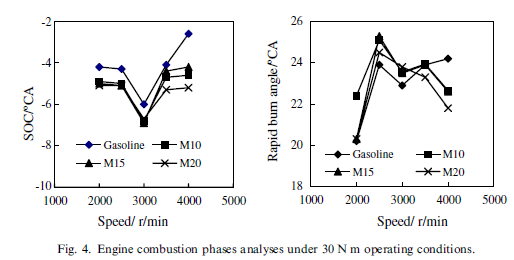 -2
-4
-6
-8
-10
1000 2000 3000 4000 5000
SOC/°CA
Speed/ r/min
Gasoline M10
M15 M20
26
24
22
20
18
1000 2000 3000 4000 5000
Rapid burn angle/°CA
Speed/ r/min
Gasoline M10
M15 M20
Fig. 4. Engine combustion phases analyses under 30 N m operating conditions.